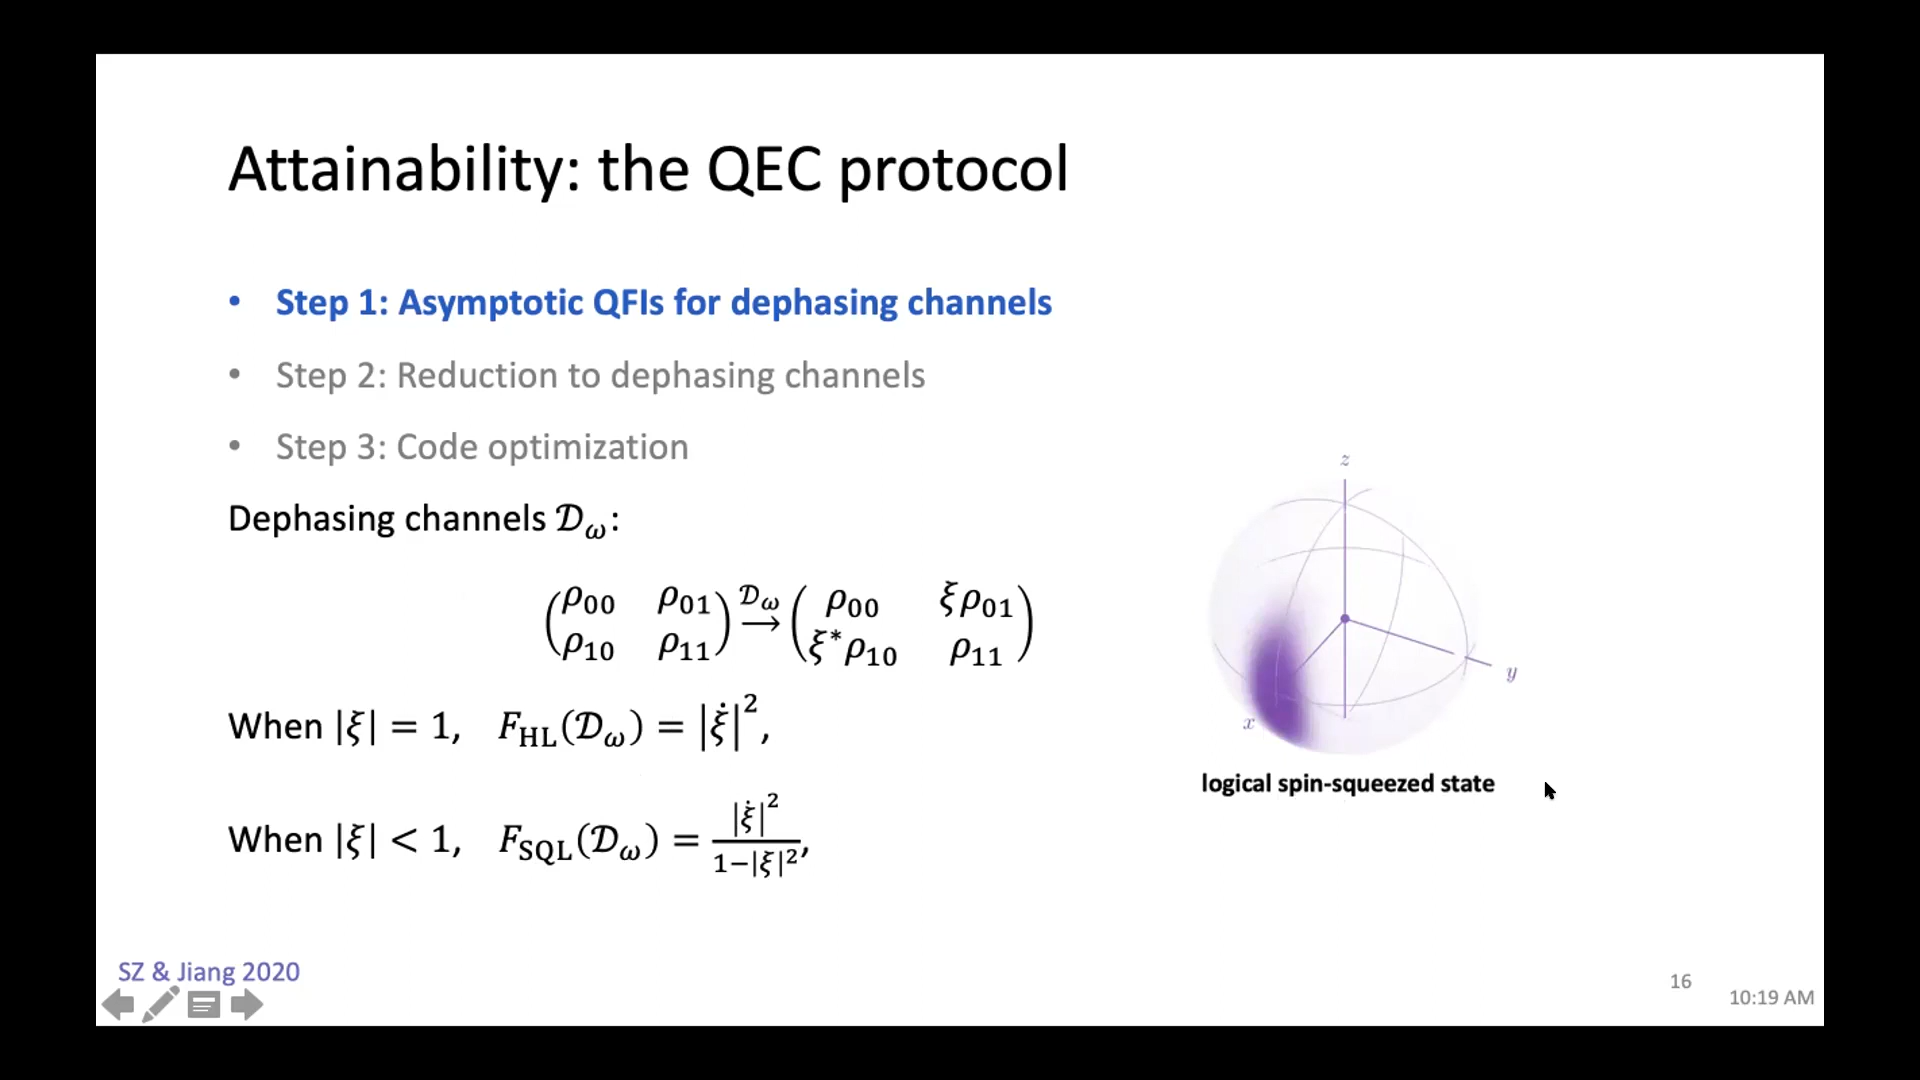 Attainability: the QEC protocol
• Step 1: Asymptotic QFIs for dephasing channels
• Step 2: Reduction to dephasing channels
• Step 3: Code optimization
Dephasing channels 𝒟_ω:
(ρ₀₀ ρ₀₁ ; ρ₁₀ ρ₁₁) →^{𝒟_ω} (ρ₀₀ ξρ₀₁ ; ξ*ρ₁₀ ρ₁₁)
When |ξ| = 1, F_HL(𝒟_ω) = |ξ̇|²,
When |ξ| < 1, F_SQL(𝒟_ω) = |ξ̇|² / (1−|ξ|²),
z
y
x
logical spin-squeezed state
SZ & Jiang 2020
16
10:19 AM